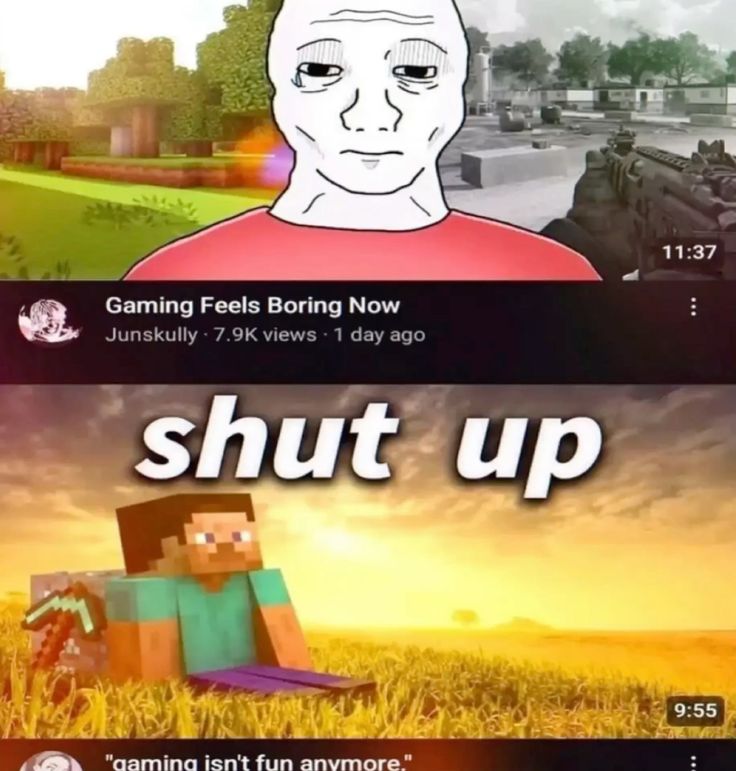 11:37
Gaming Feels Boring Now
Junskully · 7.9K views · 1 day ago
shut up
9:55
"gaming isn't fun anymore."